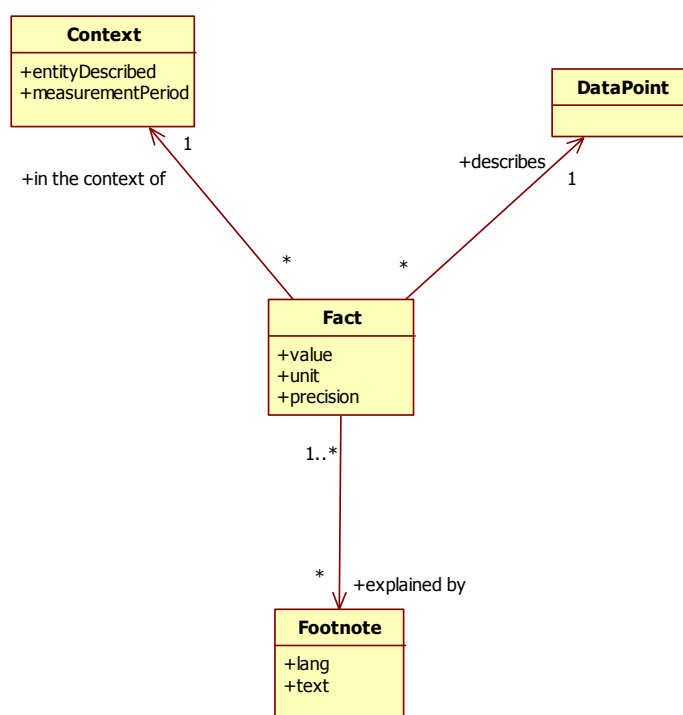 Context
+entityDescribed
+measurementPeriod
DataPoint
1
+describes
+in the context of
1
*
*
Fact
+value
+unit
+precision
1..*
*
+explained by
Footnote
+lang
+text